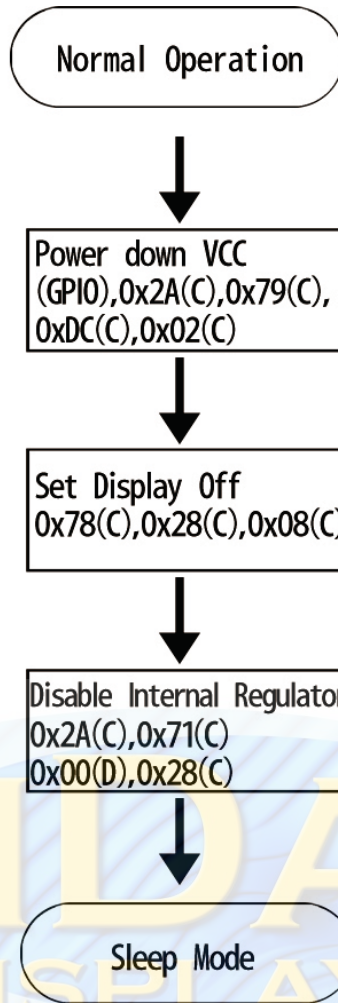 Normal Operation
Power down VCC
(GPIO),0x2A(C),0x79(C),
0xDC(C),0x02(C)
Set Display Off
0x78(C),0x28(C),0x08(C)
Disable Internal Regulator
0x2A(C),0x71(C)
0x00(D),0x28(C)
Sleep Mode